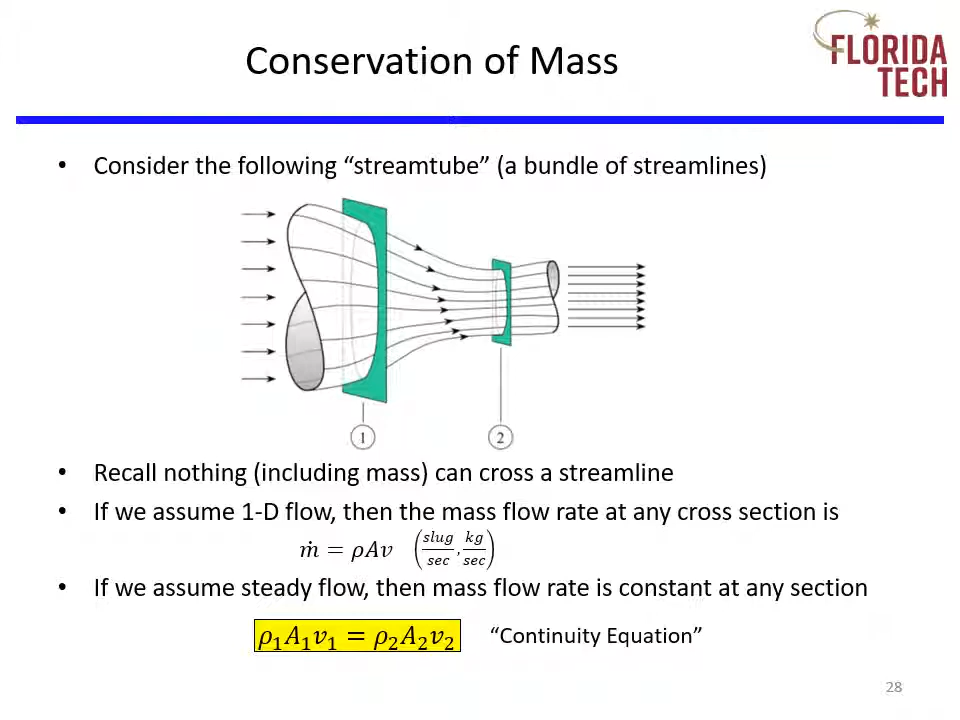 Conservation of Mass
FLORIDA
TECH
• Consider the following “streamtube” (a bundle of streamlines)
1
2
• Recall nothing (including mass) can cross a streamline
• If we assume 1-D flow, then the mass flow rate at any cross section is
ṁ = ρAv (slug/sec, kg/sec)
• If we assume steady flow, then mass flow rate is constant at any section
ρ₁A₁v₁ = ρ₂A₂v₂ “Continuity Equation”
28